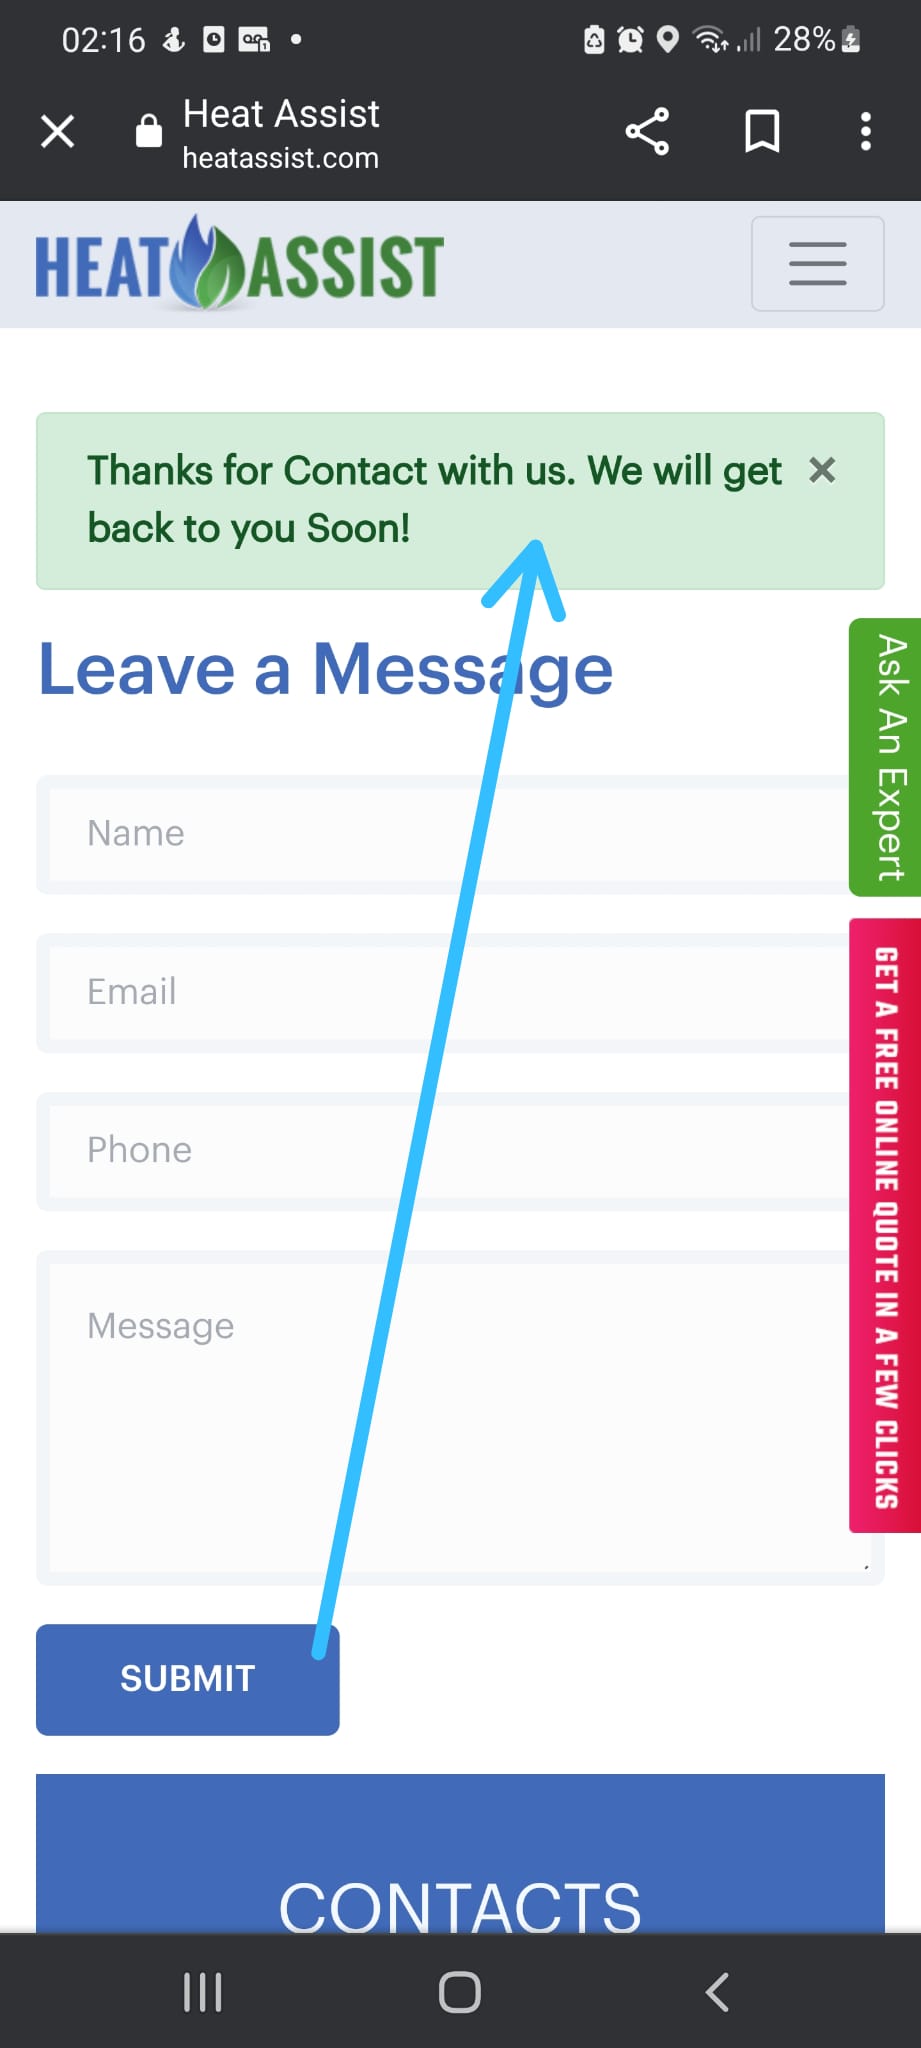 02:16
28%
Heat Assist
heatassist.com
HEAT ASSIST
Thanks for Contact with us. We will get
back to you Soon!
Leave a Message
Ask An Expert
Name
Email
GET A FREE ONLINE QUOTE IN A FEW CLICKS
Phone
Message
SUBMIT
CONTACTS